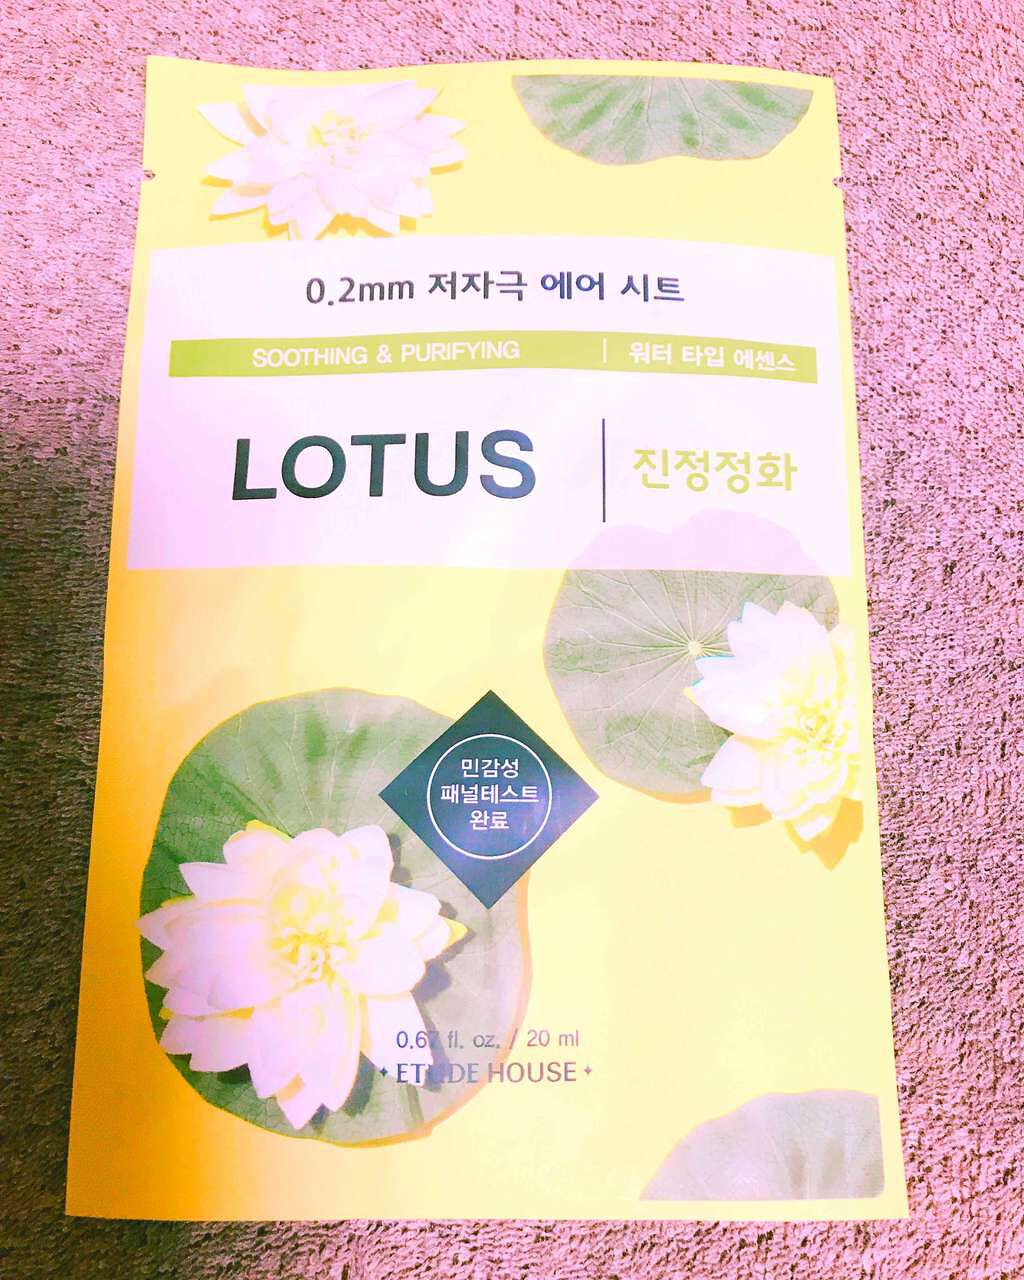 0.2mm 저자극 에어 시트
SOOTHING & PURIFYING | 워터 타입 에센스
LOTUS | 진정정화
민감성
패널테스트
완료
0.67 fl. oz. / 20 ml
ETUDE HOUSE